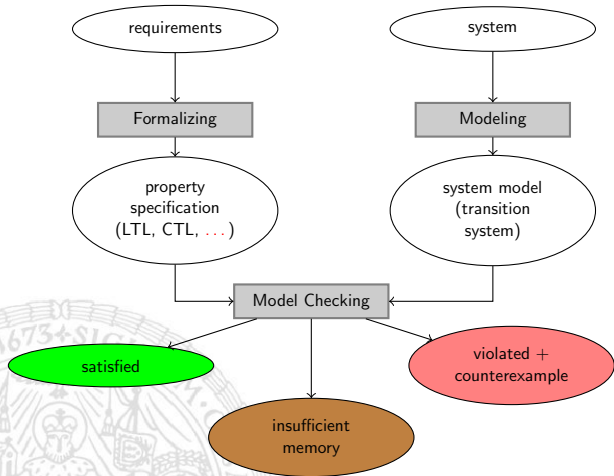 requirements
system
Formalizing
Modeling
property
specification
(LTL, CTL, ...)
system model
(transition
system)
Model Checking
satisfied
violated +
counterexample
insufficient
memory
1673